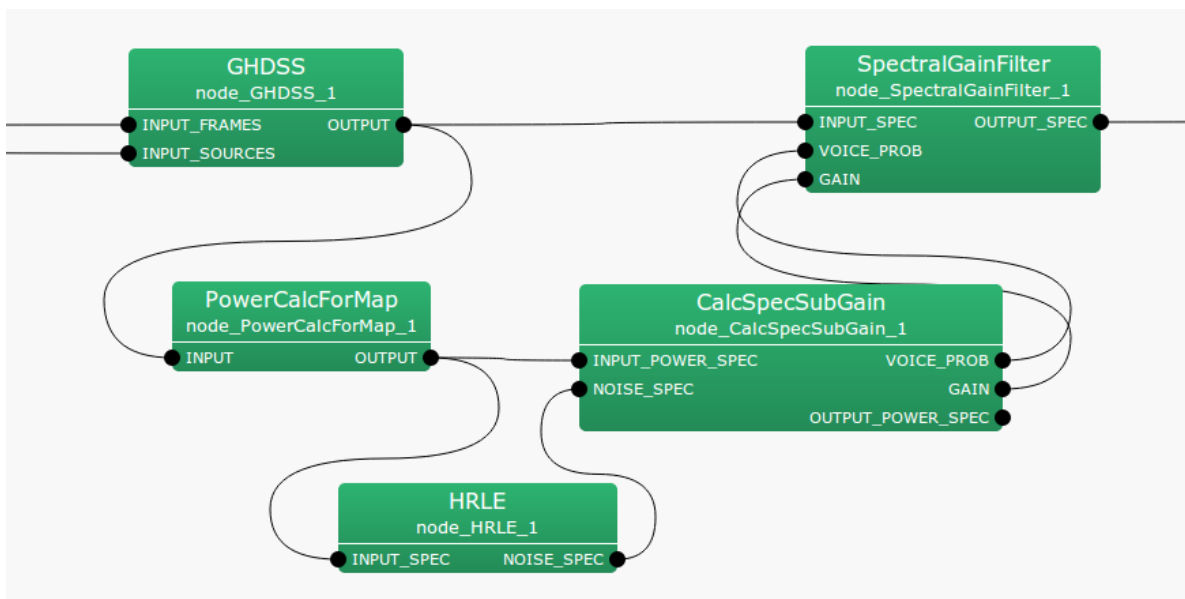 GHDSS
node_GHDSS_1
INPUT_FRAMES OUTPUT
INPUT_SOURCES
SpectralGainFilter
node_SpectralGainFilter_1
INPUT_SPEC OUTPUT_SPEC
VOICE_PROB
GAIN
PowerCalcForMap
node_PowerCalcForMap_1
INPUT OUTPUT
CalcSpecSubGain
node_CalcSpecSubGain_1
INPUT_POWER_SPEC VOICE_PROB
NOISE_SPEC GAIN
OUTPUT_POWER_SPEC
HRLE
node_HRLE_1
INPUT_SPEC NOISE_SPEC